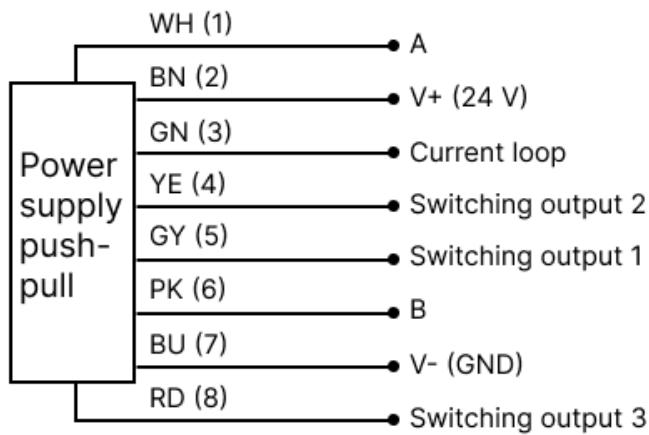 WH (1)
A
BN (2)
V+ (24 V)
GN (3)
Current loop
Power
supply
push-
pull
YE (4)
Switching output 2
GY (5)
Switching output 1
PK (6)
B
BU (7)
V- (GND)
RD (8)
Switching output 3